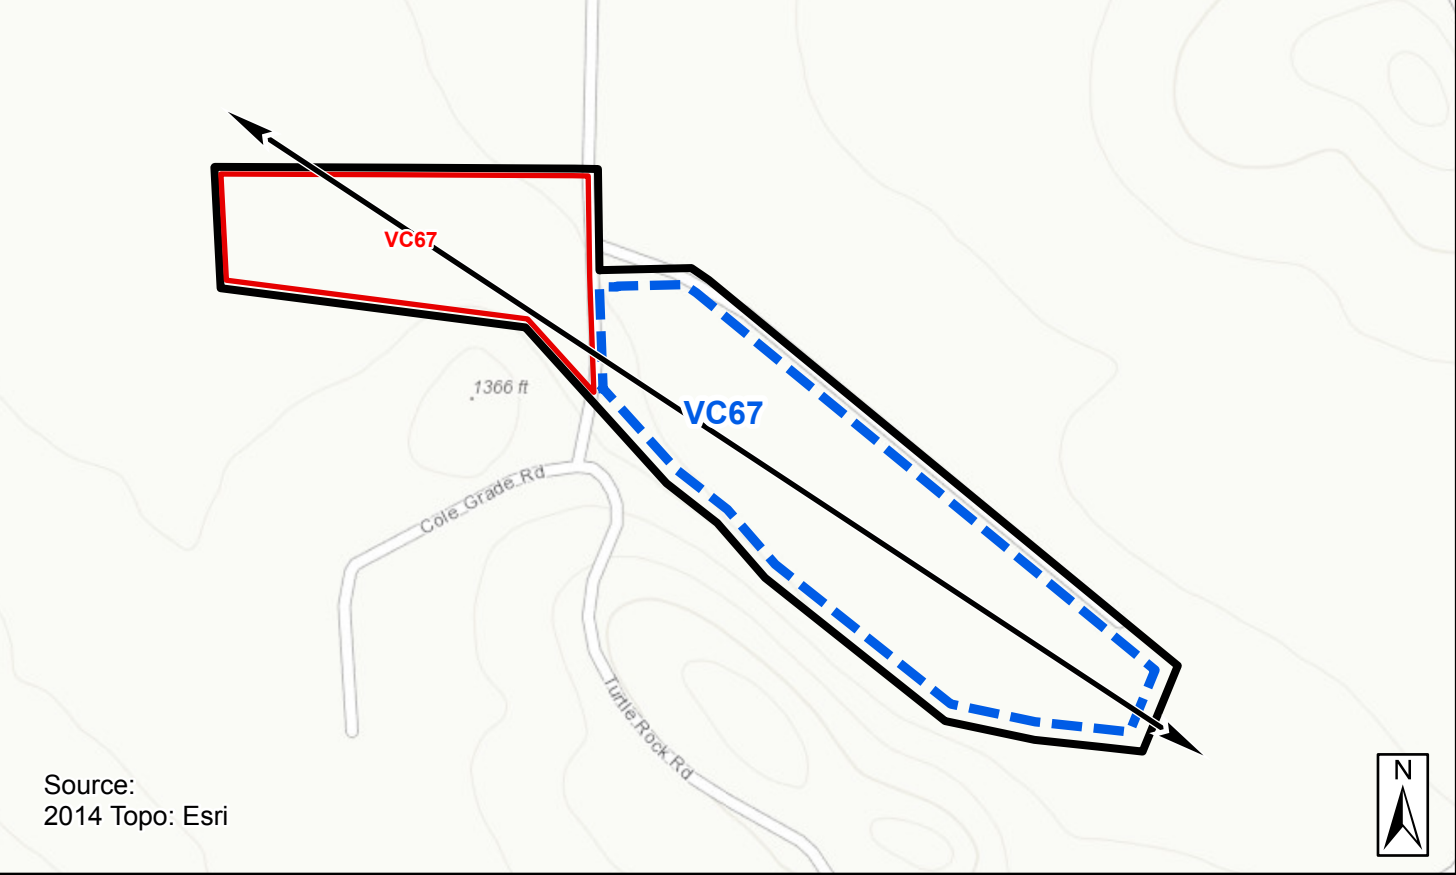 VC67
1366 ft
VC67
Cole Grade Rd
Turtle Rock Rd
Source:
2014 Topo: Esri
N